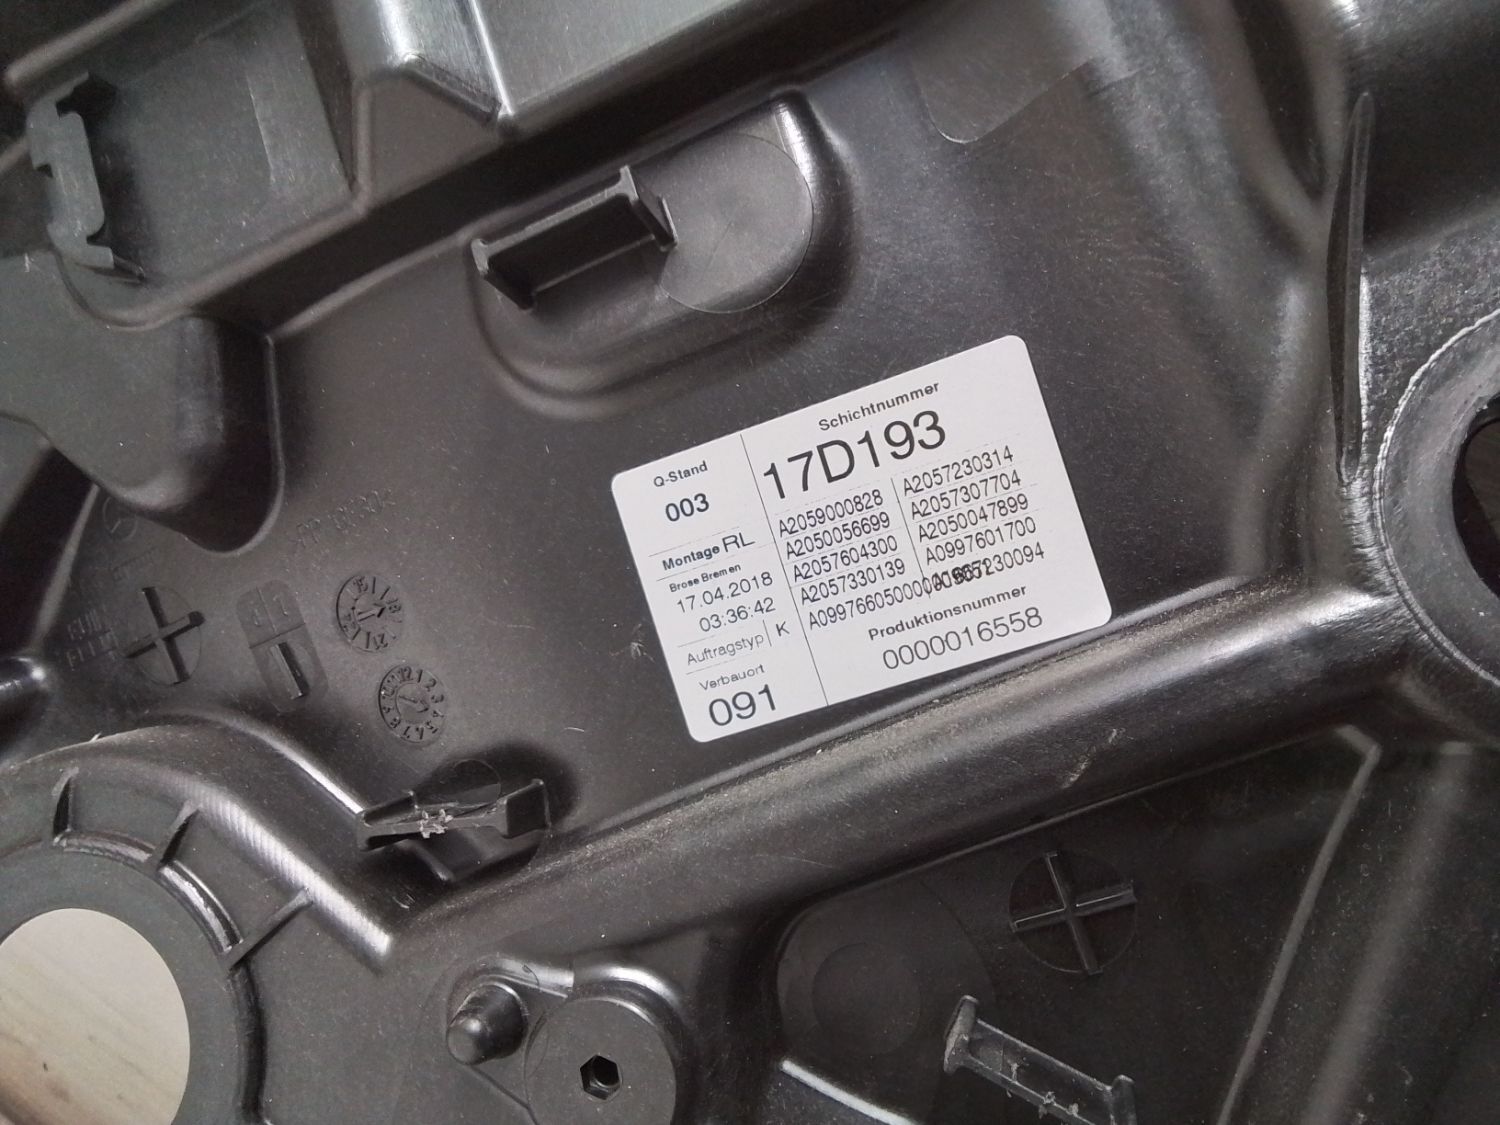 Q-Stand
003
Montage RL
Brose Bremen
17.04.2018
03:36:42
Auftragstyp K
Verbauort
091
Schichtnummer
17D193
A2059000828 A2057230314
A2050056699 A2057307704
A2057604300 A2050047899
A2057330139 A0997601700
Produktionsnummer
0000016558